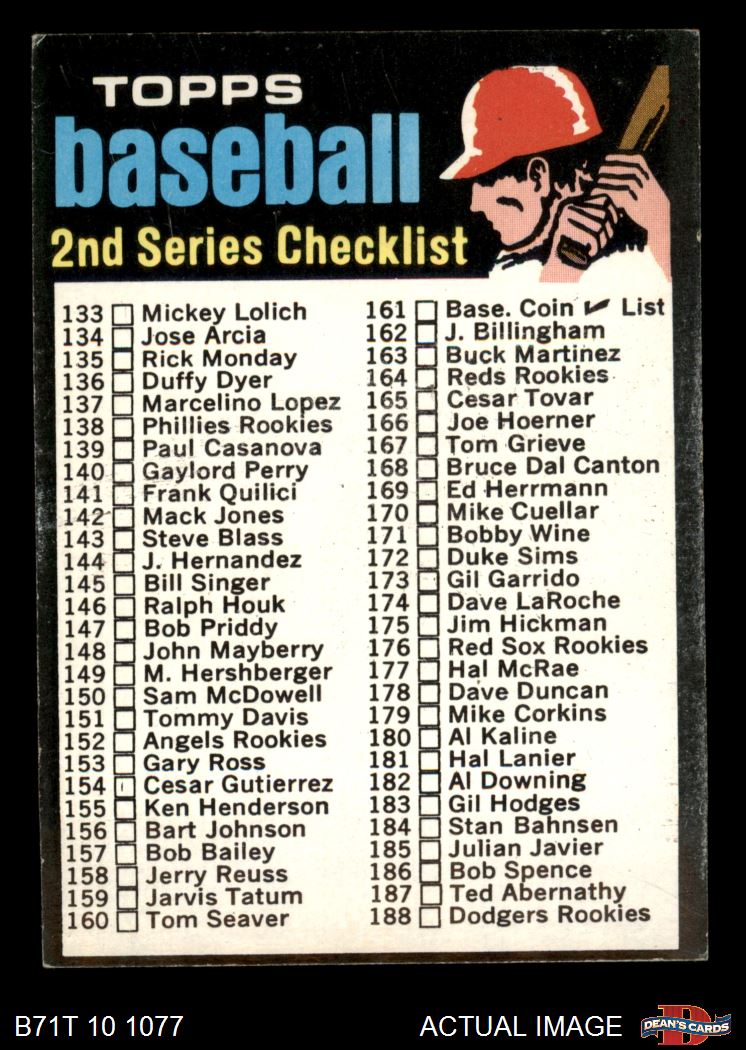 TOPPS
baseball
2nd Series Checklist
133 Mickey Lolich
134 Jose Arcia
135 Rick Monday
136 Duffy Dyer
137 Marcelino Lopez
138 Phillies Rookies
139 Paul Casanova
140 Gaylord Perry
141 Frank Quilici
142 Mack Jones
143 Steve Blass
144 J. Hernandez
145 Bill Singer
146 Ralph Houk
147 Bob Priddy
148 John Mayberry
149 M. Hershberger
150 Sam McDowell
151 Tommy Davis
152 Angels Rookies
153 Gary Ross
154 Cesar Gutierrez
155 Ken Henderson
156 Bart Johnson
157 Bob Bailey
158 Jerry Reuss
159 Jarvis Tatum
160 Tom Seaver
161 Base. Coin ✔ List
162 J. Billingham
163 Buck Martinez
164 Reds Rookies
165 Cesar Tovar
166 Joe Hoerner
167 Tom Grieve
168 Bruce Dal Canton
169 Ed Herrmann
170 Mike Cuellar
171 Bobby Wine
172 Duke Sims
173 Gil Garrido
174 Dave LaRoche
175 Jim Hickman
176 Red Sox Rookies
177 Hal McRae
178 Dave Duncan
179 Mike Corkins
180 Al Kaline
181 Hal Lanier
182 Al Downing
183 Gil Hodges
184 Stan Bahnsen
185 Julian Javier
186 Bob Spence
187 Ted Abernathy
188 Dodgers Rookies
B71T 10 1077
ACTUAL IMAGE
D
DEAN'S CARDS